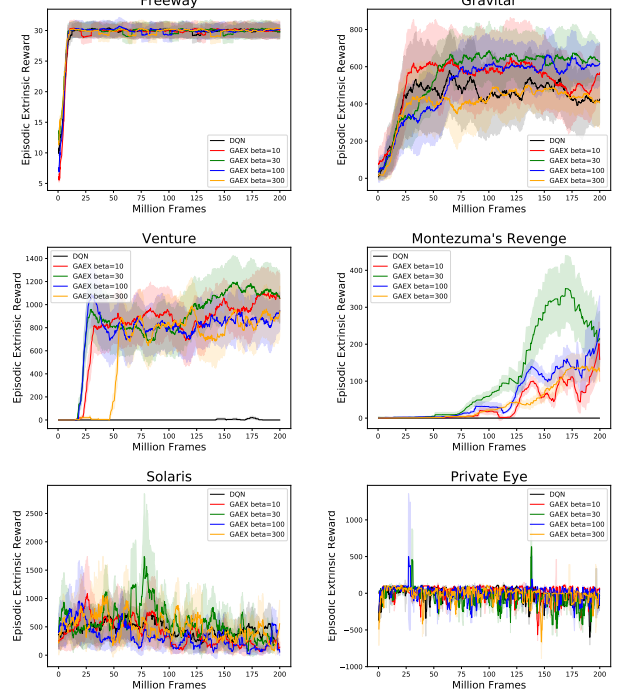 Freeway
Episodic Extrinsic Reward
30
25
20
15
10
5
DQN
GAEX beta=10
GAEX beta=30
GAEX beta=100
GAEX beta=300
0 25 50 75 100 125 150 175 200
Million Frames
Gravitar
Episodic Extrinsic Reward
800
600
400
200
0
DQN
GAEX beta=10
GAEX beta=30
GAEX beta=100
GAEX beta=300
0 25 50 75 100 125 150 175 200
Million Frames
Venture
Episodic Extrinsic Reward
1400
1200
1000
800
600
400
200
0
DQN
GAEX beta=10
GAEX beta=30
GAEX beta=100
GAEX beta=300
0 25 50 75 100 125 150 175 200
Million Frames
Montezuma's Revenge
Episodic Extrinsic Reward
400
300
200
100
0
DQN
GAEX beta=10
GAEX beta=30
GAEX beta=100
GAEX beta=300
0 25 50 75 100 125 150 175 200
Million Frames
Solaris
Episodic Extrinsic Reward
2500
2000
1500
1000
500
0
DQN
GAEX beta=10
GAEX beta=30
GAEX beta=100
GAEX beta=300
0 25 50 75 100 125 150 175 200
Million Frames
Private Eye
Episodic Extrinsic Reward
1000
500
0
−500
−1000
DQN
GAEX beta=10
GAEX beta=30
GAEX beta=100
GAEX beta=300
0 25 50 75 100 125 150 175 200
Million Frames